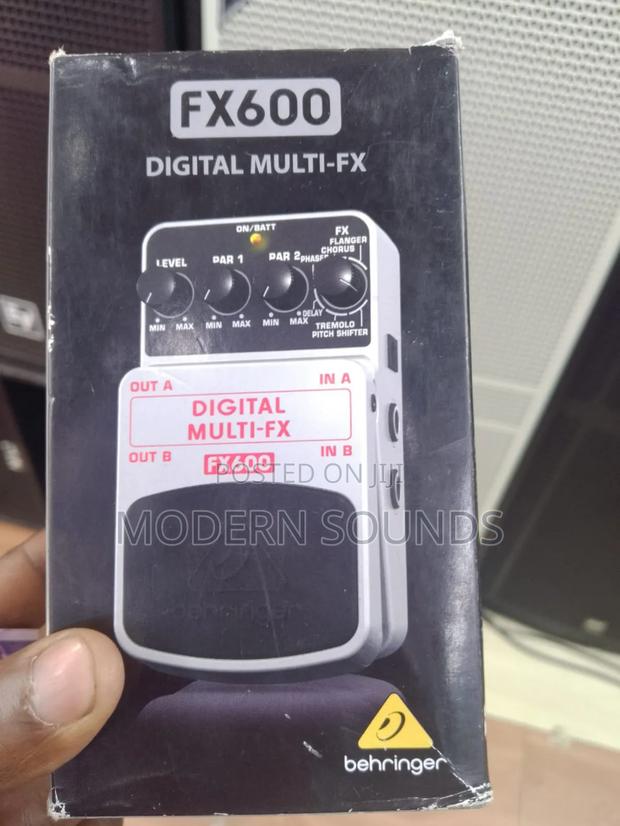 FX600
DIGITAL MULTI-FX
ON/BATT
FX
FLANGER
CHORUS
LEVEL PAR 1 PAR 2 PHASER
MIN MAX MIN MAX MIN MAX DELAY
TREMOLO
PITCH SHIFTER
OUT A IN A
DIGITAL
MULTI-FX
OUT B IN B
FX600
POSTED ON JIJI
MODERN SOUNDS
behringer
behringer